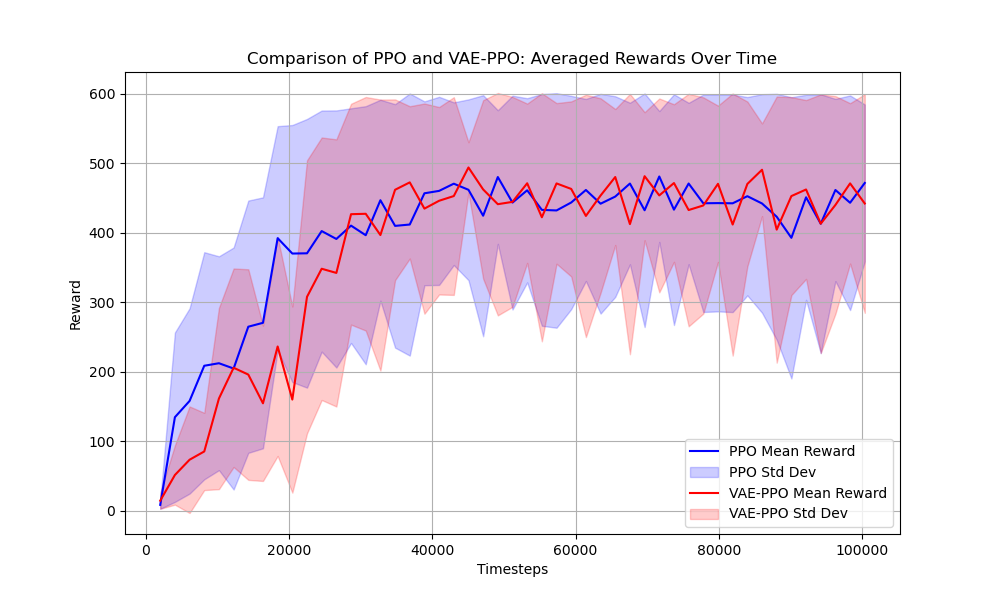 Comparison of PPO and VAE-PPO: Averaged Rewards Over Time
Reward
600
500
400
300
200
100
0
PPO Mean Reward
PPO Std Dev
VAE-PPO Mean Reward
VAE-PPO Std Dev
0 20000 40000 60000 80000 100000
Timesteps